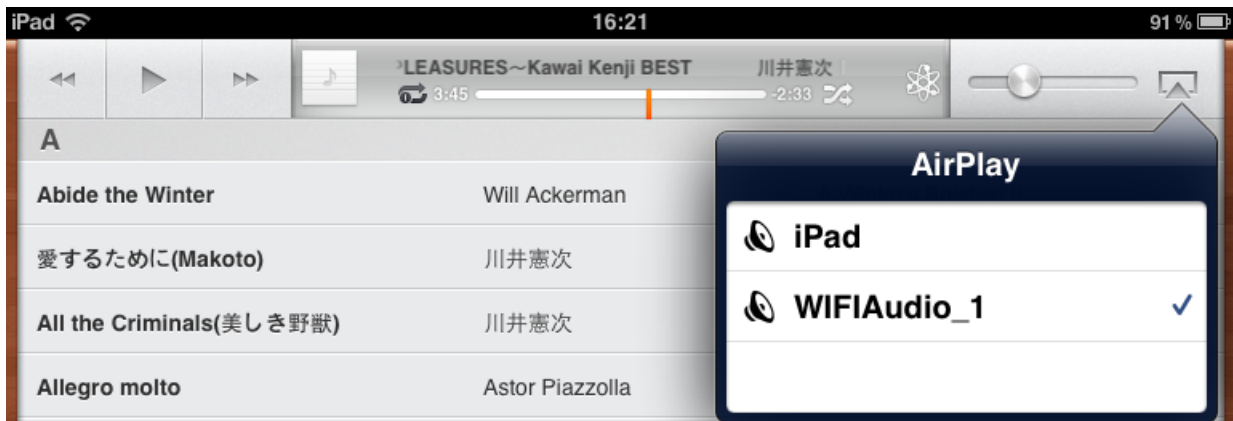 iPad 16:21 91 %
LEASURES～Kawai Kenji BEST 川井憲次
3:45 -2:33
A
AirPlay
Abide the Winter Will Ackerman
iPad
愛するために(Makoto) 川井憲次
WIFIAudio_1
All the Criminals(美しき野獣) 川井憲次
Allegro molto Astor Piazzolla